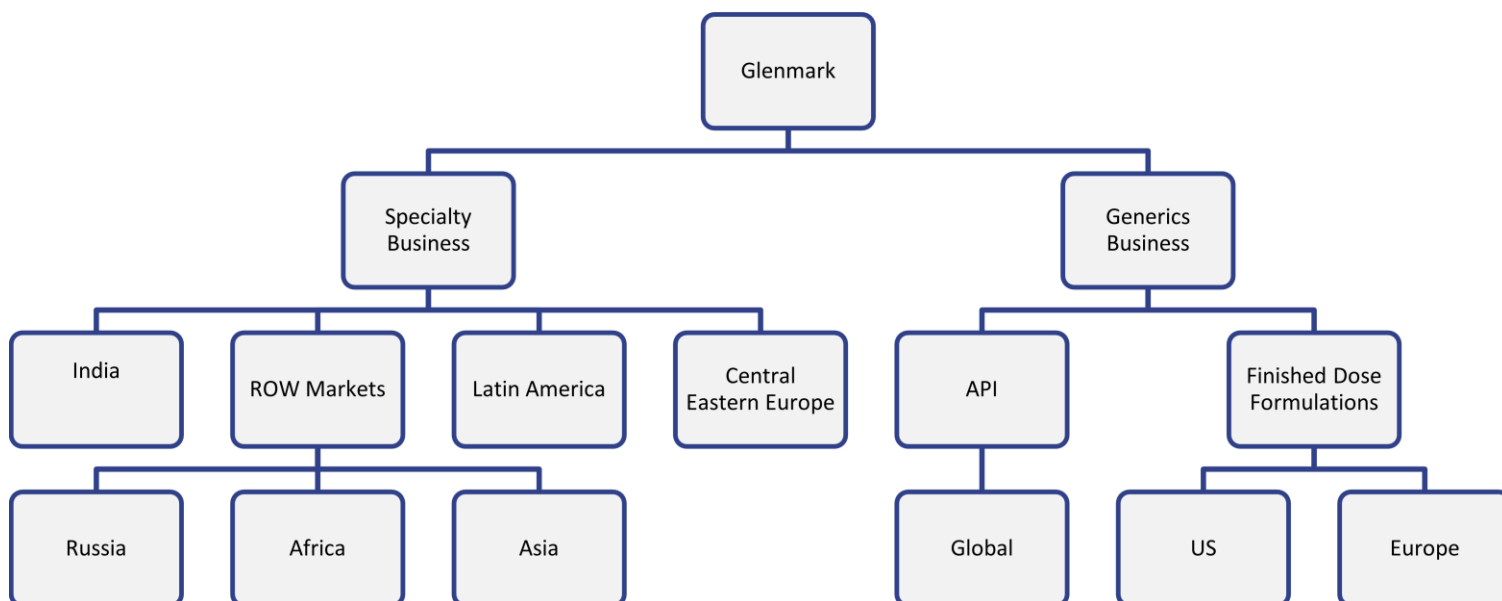 Glenmark
Specialty
Business
Generics
Business
India
ROW Markets
Latin America
Central
Eastern Europe
API
Finished Dose
Formulations
Russia
Africa
Asia
Global
US
Europe